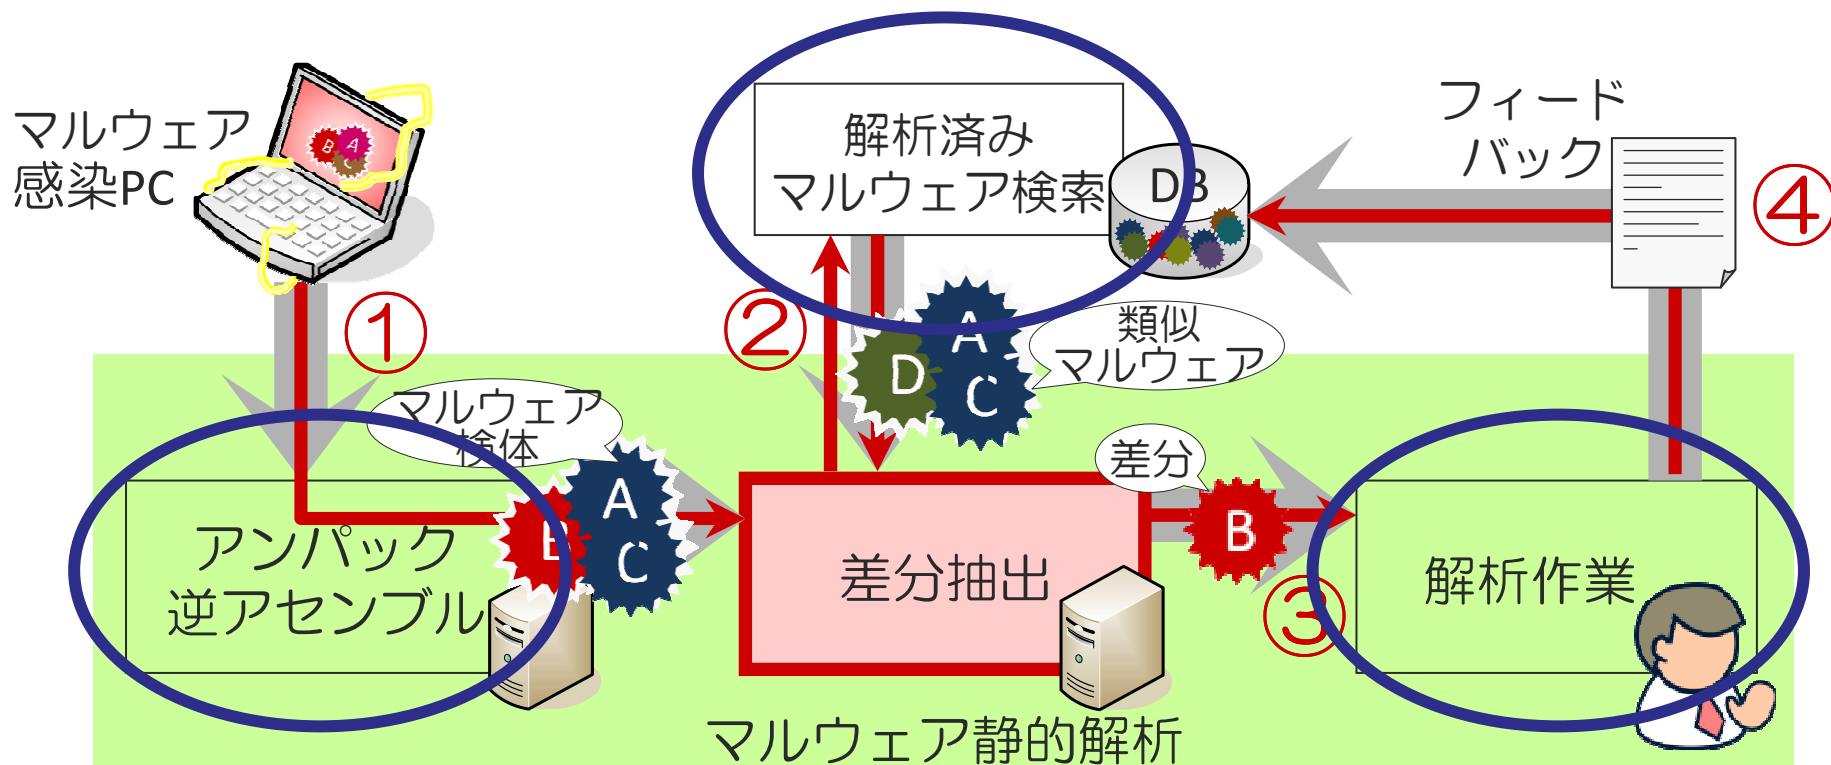 マルウェア
感染PC
B
A
C
①
解析済み
マルウェア検索
DB
フィード
バック
④
②
A
D
C
類似
マルウェア
マルウェア
検体
A
B
C
アンパック
逆アセンブル
差分抽出
差分
B
③
解析作業
マルウェア静的解析